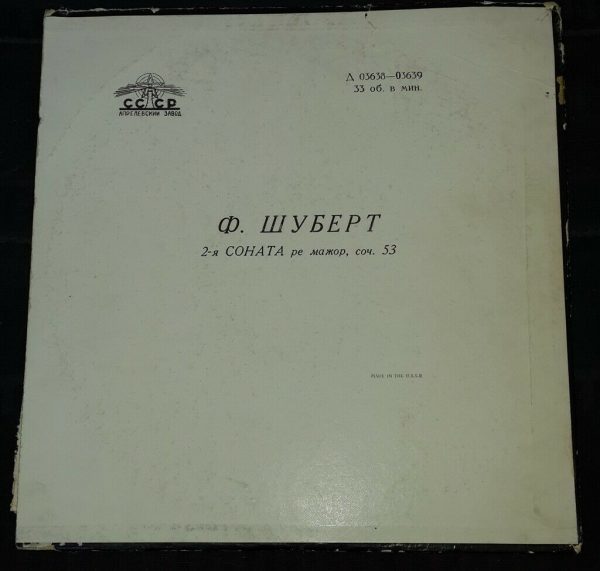 СССР
АПРЕЛЕВСКИЙ ЗАВОД
Д 03638—03639
33 об. в мин.
Ф. ШУБЕРТ
2-я СОНАТА ре мажор, соч. 53
MADE IN THE U.S.S.R.